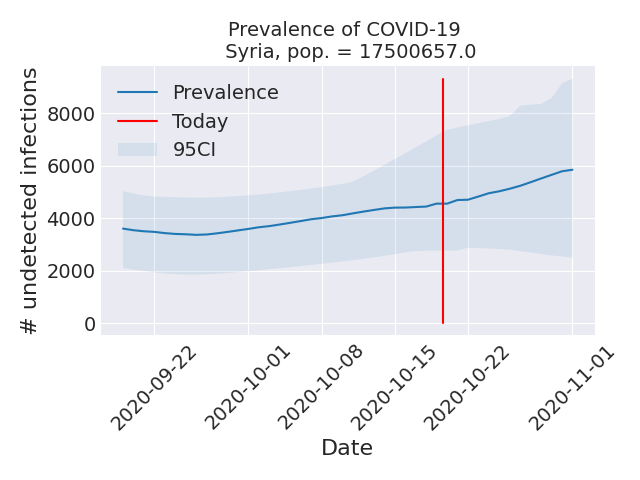 Prevalence of COVID-19
Syria, pop. = 17500657.0
# undetected infections
8000
6000
4000
2000
0
Prevalence
Today
95CI
2020-09-22
2020-10-01
2020-10-08
2020-10-15
2020-10-22
2020-11-01
Date